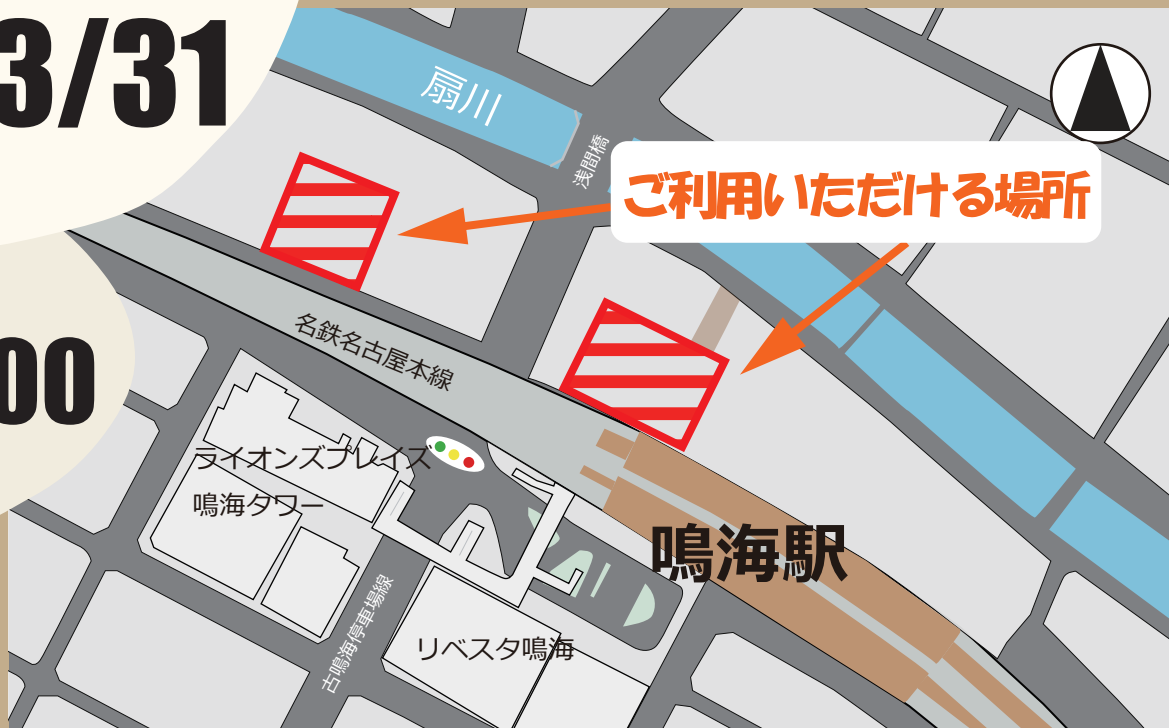 3/31
00
扇川
浅間橋
ご利用いただける場所
名鉄名古屋本線
ライオンズプレイズ
鳴海タワー
鳴海駅
古鳴海停車場線
リベスタ鳴海